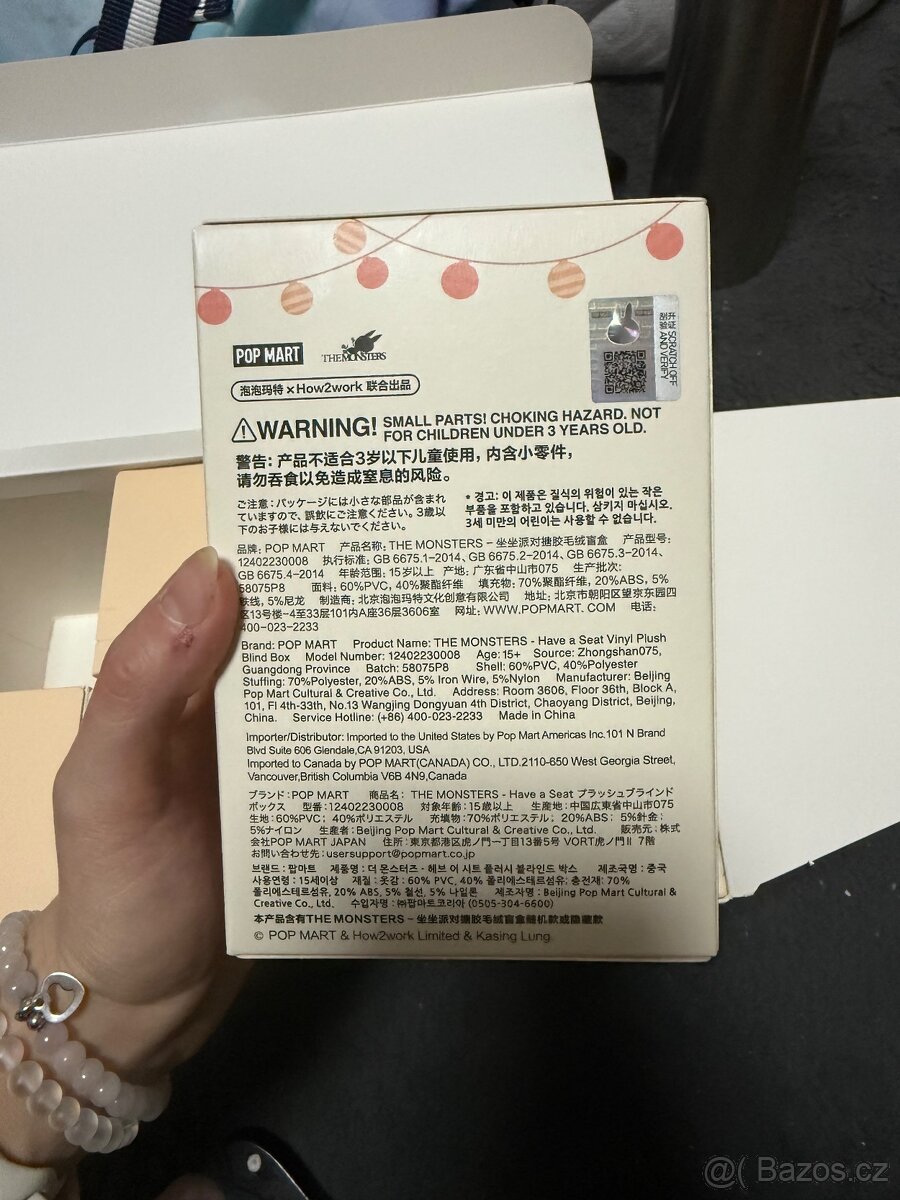 POP MART THE MONSTERS
泡泡玛特×How2work 联合出品
SCRATCH OFF
AND VERIFY
WARNING! SMALL PARTS! CHOKING HAZARD. NOT
FOR CHILDREN UNDER 3 YEARS OLD.
警告: 产品不适合3岁以下儿童使用，内含小零件，
请勿吞食以免造成窒息的风险。
ご注意：パッケージには小さな部品が含まれ
ていますので、誤飲にご注意ください。3歳以
下のお子様には与えないでください。
* 경고: 이 제품은 질식의 위험이 있는 작은
부품을 포함하고 있습니다. 삼키지 마십시오.
3세 미만의 어린이는 사용할 수 없습니다.
品牌: POP MART 产品名称: THE MONSTERS – 坐坐派对搪胶毛绒盲盒 产品型号:
12402230008 执行标准: GB 6675.1-2014、GB 6675.2-2014、GB 6675.3-2014、
GB 6675.4-2014 年龄范围: 15岁以上 产地: 广东省中山市075 生产批次:
58075P8 面料: 60%PVC, 40%聚酯纤维 填充物: 70%聚酯纤维, 20%ABS, 5%
铁线, 5%尼龙 制造商: 北京泡泡玛特文化创意有限公司 地址: 北京市朝阳区望京东园四
区13号楼-4至33层101内A座36层3606室 网址: WWW.POPMART.COM 电话:
400-023-2233
Brand: POP MART Product Name: THE MONSTERS - Have a Seat Vinyl Plush
Blind Box Model Number: 12402230008 Age: 15+ Source: Zhongshan075,
Guangdong Province Batch: 58075P8 Shell: 60%PVC, 40%Polyester
Stuffing: 70%Polyester, 20%ABS, 5% Iron Wire, 5%Nylon Manufacturer: Beijing
Pop Mart Cultural & Creative Co., Ltd. Address: Room 3606, Floor 36th, Block A,
101, Fl 4th-33th, No.13 Wangjing Dongyuan 4th District, Chaoyang District, Beijing,
China. Service Hotline: (+86) 400-023-2233 Made in China
Importer/Distributor: Imported to the United States by Pop Mart Americas Inc.101 N Brand
Blvd Suite 606 Glendale,CA 91203, USA
Imported to Canada by POP MART(CANADA) CO., LTD.2110-650 West Georgia Street,
Vancouver,British Columbia V6B 4N9,Canada
ブランド：POP MART 商品名： THE MONSTERS - Have a Seat プラッシュブラインド
ボックス 型番：12402230008 対象年齢：15歳以上 生産地：中国広東省中山市075
生地：60%PVC；40%ポリエステル 充填物：70%ポリエステル；20%ABS；5%針金；
5%ナイロン 生産者：Beijing Pop Mart Cultural & Creative Co., Ltd. 販売元：株式
会社POP MART JAPAN 住所：東京都港区虎ノ門一丁目13番5号 VORT虎ノ門Ⅱ 7階
お問い合わせ先：usersupport@popmart.co.jp
브랜드 : 팝마트 제품명 : 더 몬스터즈 - 헤브 어 시트 플러시 블라인드 박스 제조국명 : 중국
사용연령 : 15세이상 재질 : 옷감 : 60% PVC, 40% 폴리에스테르섬유; 충전재: 70%
폴리에스테르섬유, 20% ABS, 5% 철선, 5% 나일론 제조자명 : Beijing Pop Mart Cultural &
Creative Co., Ltd. 수입자명 : ㈜팝마트코리아 (0505-304-6600)
本产品含有THE MONSTERS – 坐坐派对搪胶毛绒盲盒随机款或隐藏款
© POP MART & How2work Limited & Kasing Lung
@( Bazos.cz